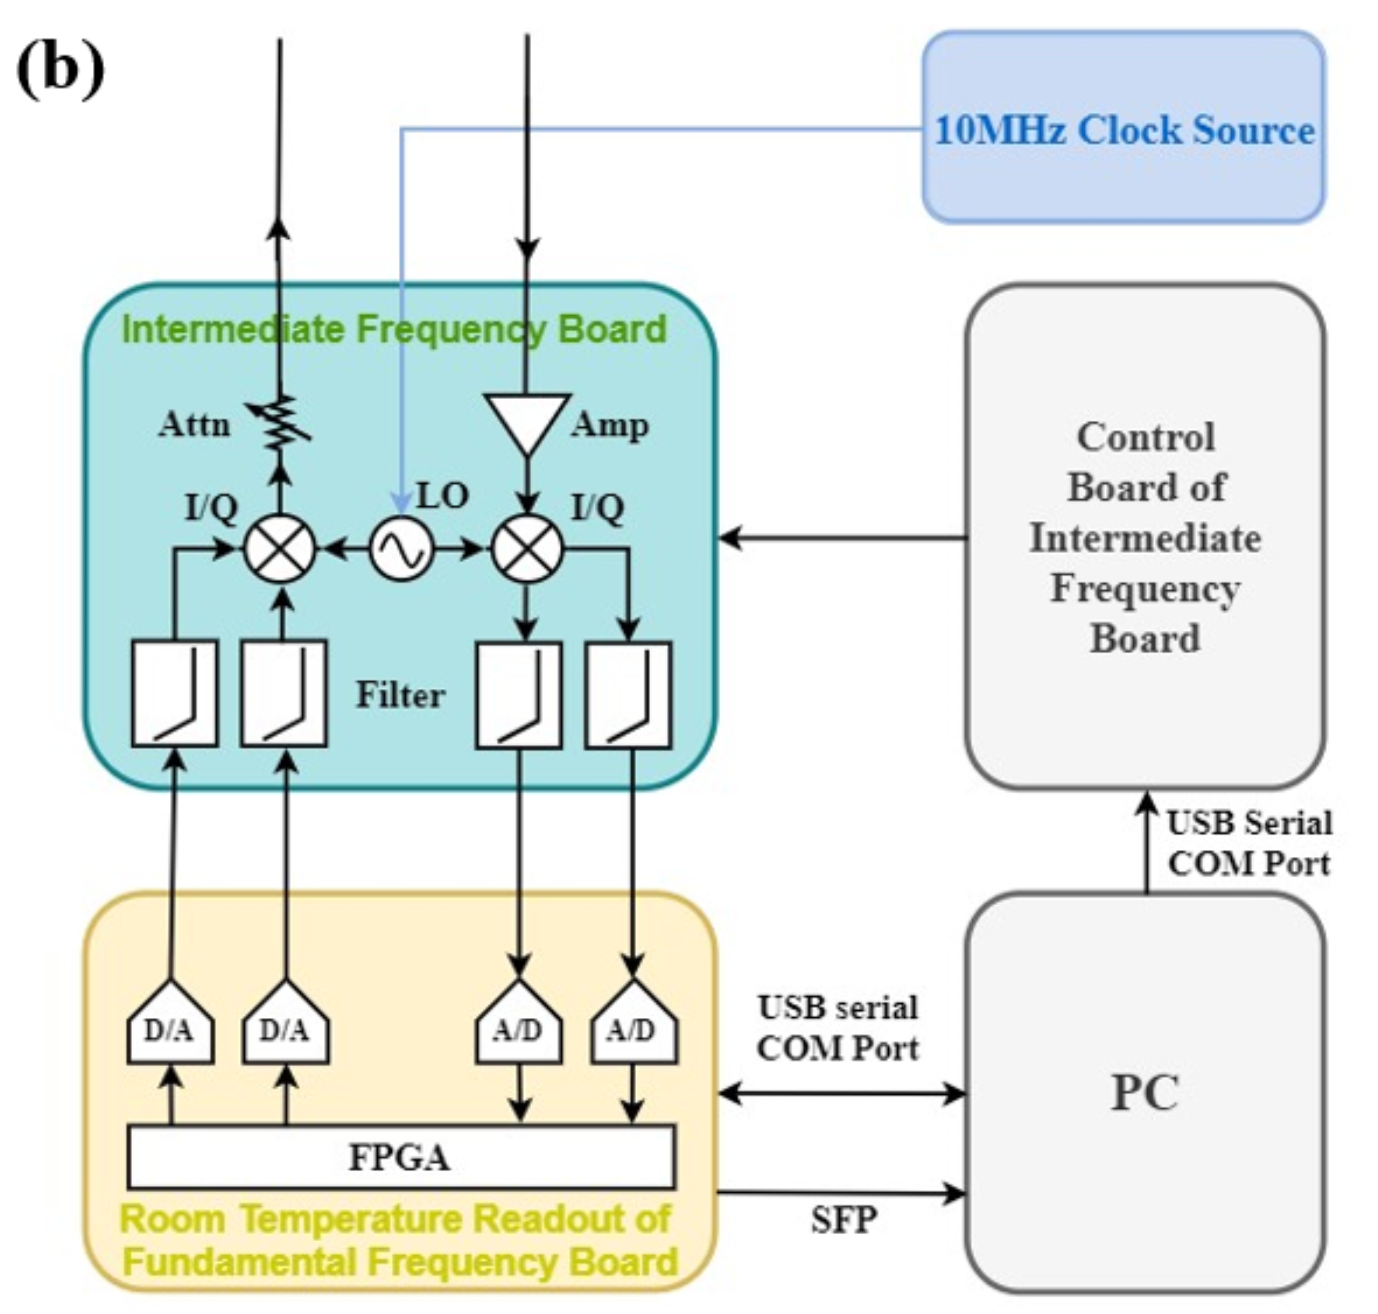 (b)
10MHz Clock Source
Intermediate Frequency Board
Attn
Amp
I/Q
LO
I/Q
Filter
Control
Board of
Intermediate
Frequency
Board
USB Serial
COM Port
D/A
D/A
A/D
A/D
FPGA
Room Temperature Readout of
Fundamental Frequency Board
USB serial
COM Port
SFP
PC